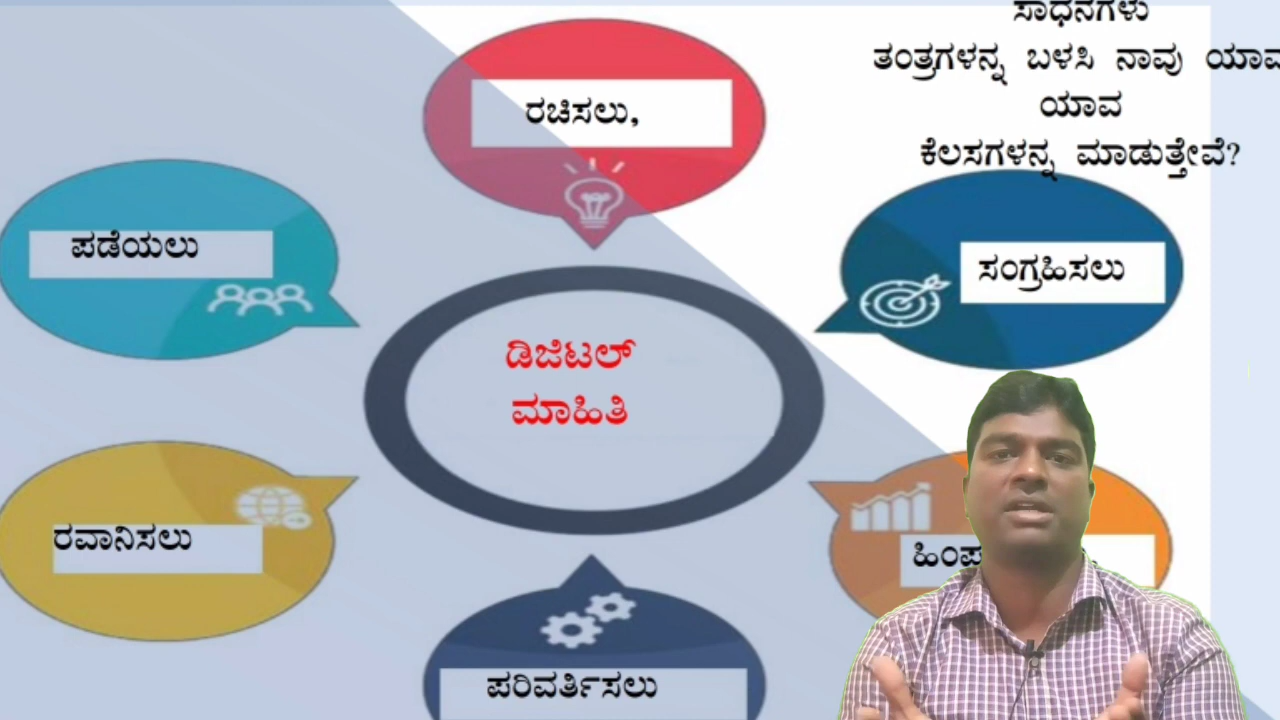 ಸಾಧನಗಳು
ತಂತ್ರಗಳನ್ನ ಬಳಸಿ ನಾವು ಯಾವ
ಯಾವ
ಕೆಲಸಗಳನ್ನ ಮಾಡುತ್ತೇವೆ?
ರಚಿಸಲು,
ಪಡೆಯಲು
ಸಂಗ್ರಹಿಸಲು
ಡಿಜಿಟಲ್
ಮಾಹಿತಿ
ರವಾನಿಸಲು
ಪರಿವರ್ತಿಸಲು